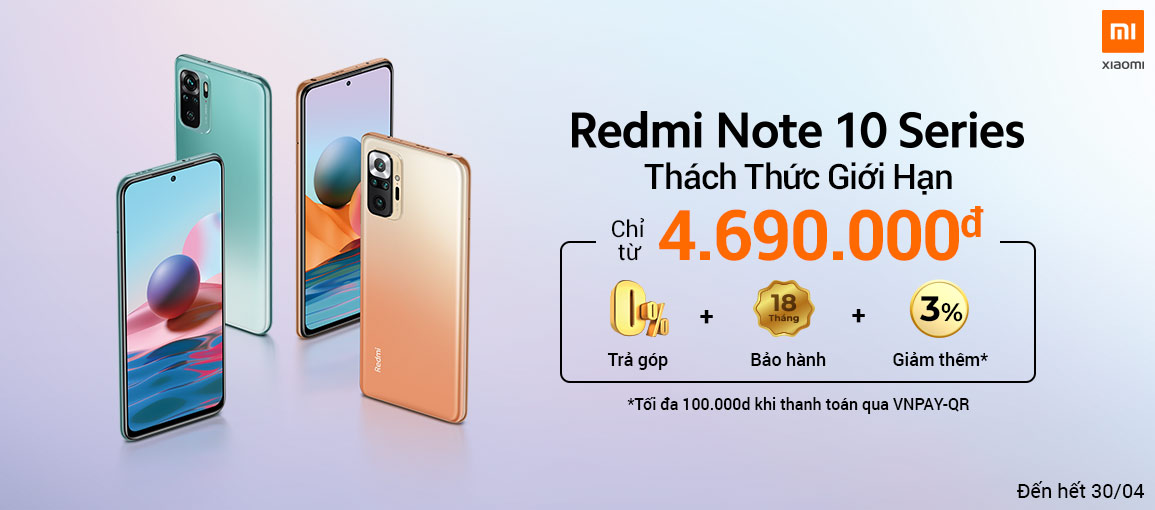 mi
xiaomi
Redmi Note 10 Series
Thách Thức Giới Hạn
Chỉ từ 4.690.000đ
0% + 18 Tháng + 3%
Trả góp Bảo hành Giảm thêm*
*Tối đa 100.000d khi thanh toán qua VNPAY-QR
Redmi
Đến hết 30/04